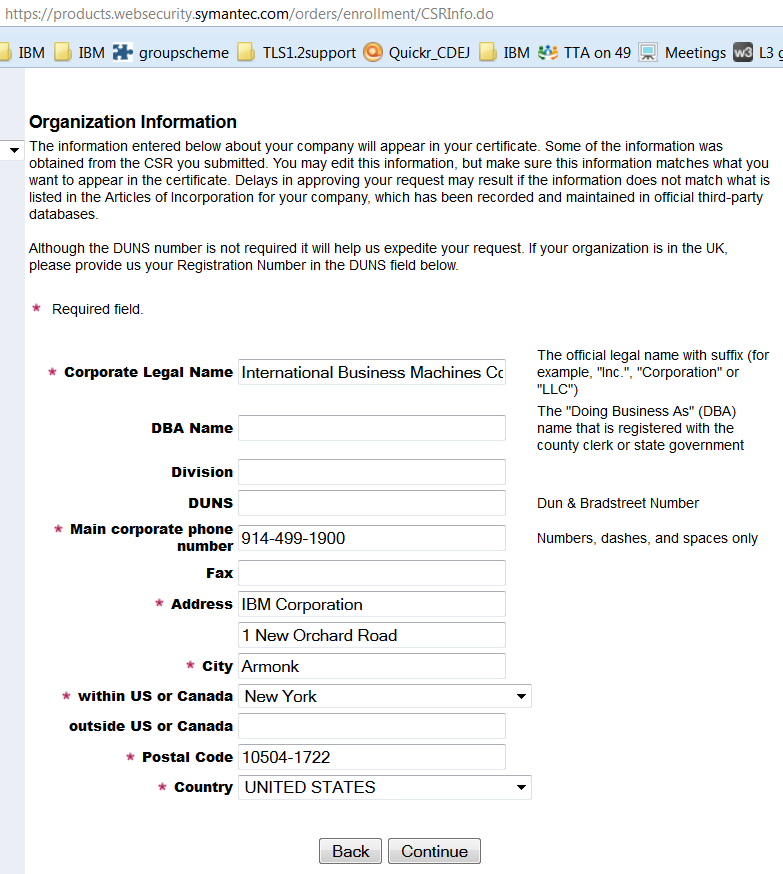 https://products.websecurity.symantec.com/orders/enrollment/CSRInfo.do
IBM IBM groupscheme TLS1.2support Quickr_CDEJ IBM TTA on 49 Meetings w3 L3 g
Organization Information
The information entered below about your company will appear in your certificate. Some of the information was
obtained from the CSR you submitted. You may edit this information, but make sure this information matches what you
want to appear in the certificate. Delays in approving your request may result if the information does not match what is
listed in the Articles of Incorporation for your company, which has been recorded and maintained in official third-party
databases.
Although the DUNS number is not required it will help us expedite your request. If your organization is in the UK,
please provide us your Registration Number in the DUNS field below.
* Required field.
* Corporate Legal Name International Business Machines Co
The official legal name with suffix (for
example, "Inc.", "Corporation" or
"LLC")
DBA Name
The "Doing Business As" (DBA)
name that is registered with the
county clerk or state government
Division
DUNS Dun & Bradstreet Number
* Main corporate phone
number 914-499-1900 Numbers, dashes, and spaces only
Fax
* Address IBM Corporation
1 New Orchard Road
* City Armonk
* within US or Canada New York
outside US or Canada
* Postal Code 10504-1722
* Country UNITED STATES
Back Continue